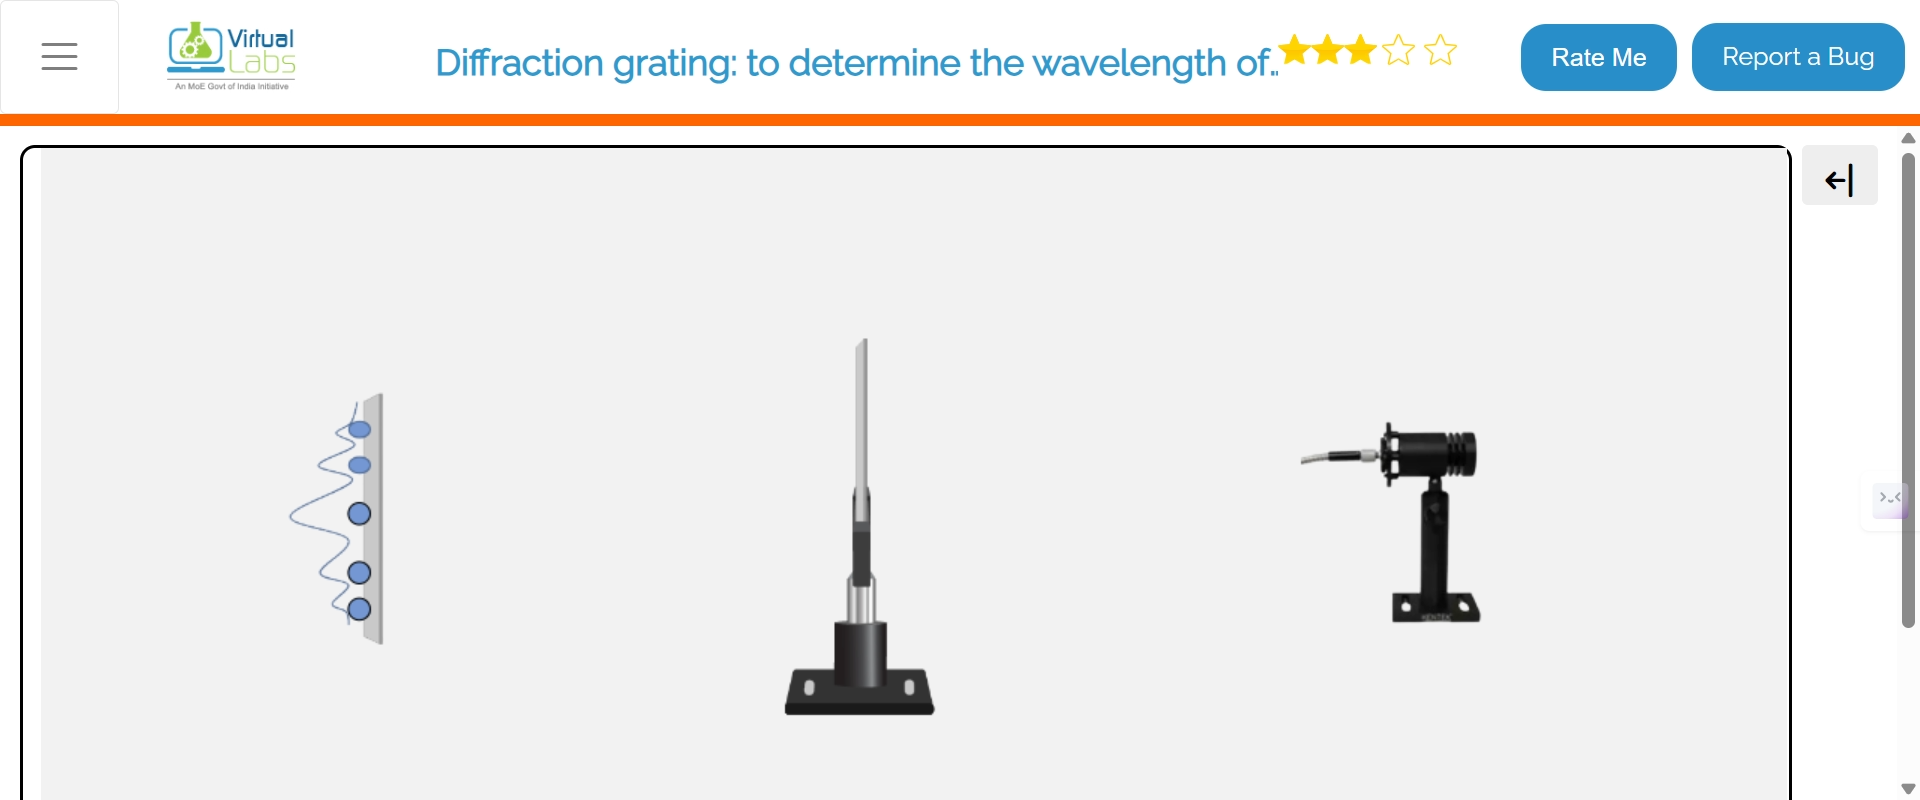 Virtual
Labs
An MoE Govt of India Initiative
Diffraction grating: to determine the wavelength of..
Rate Me
Report a Bug
KENTEK